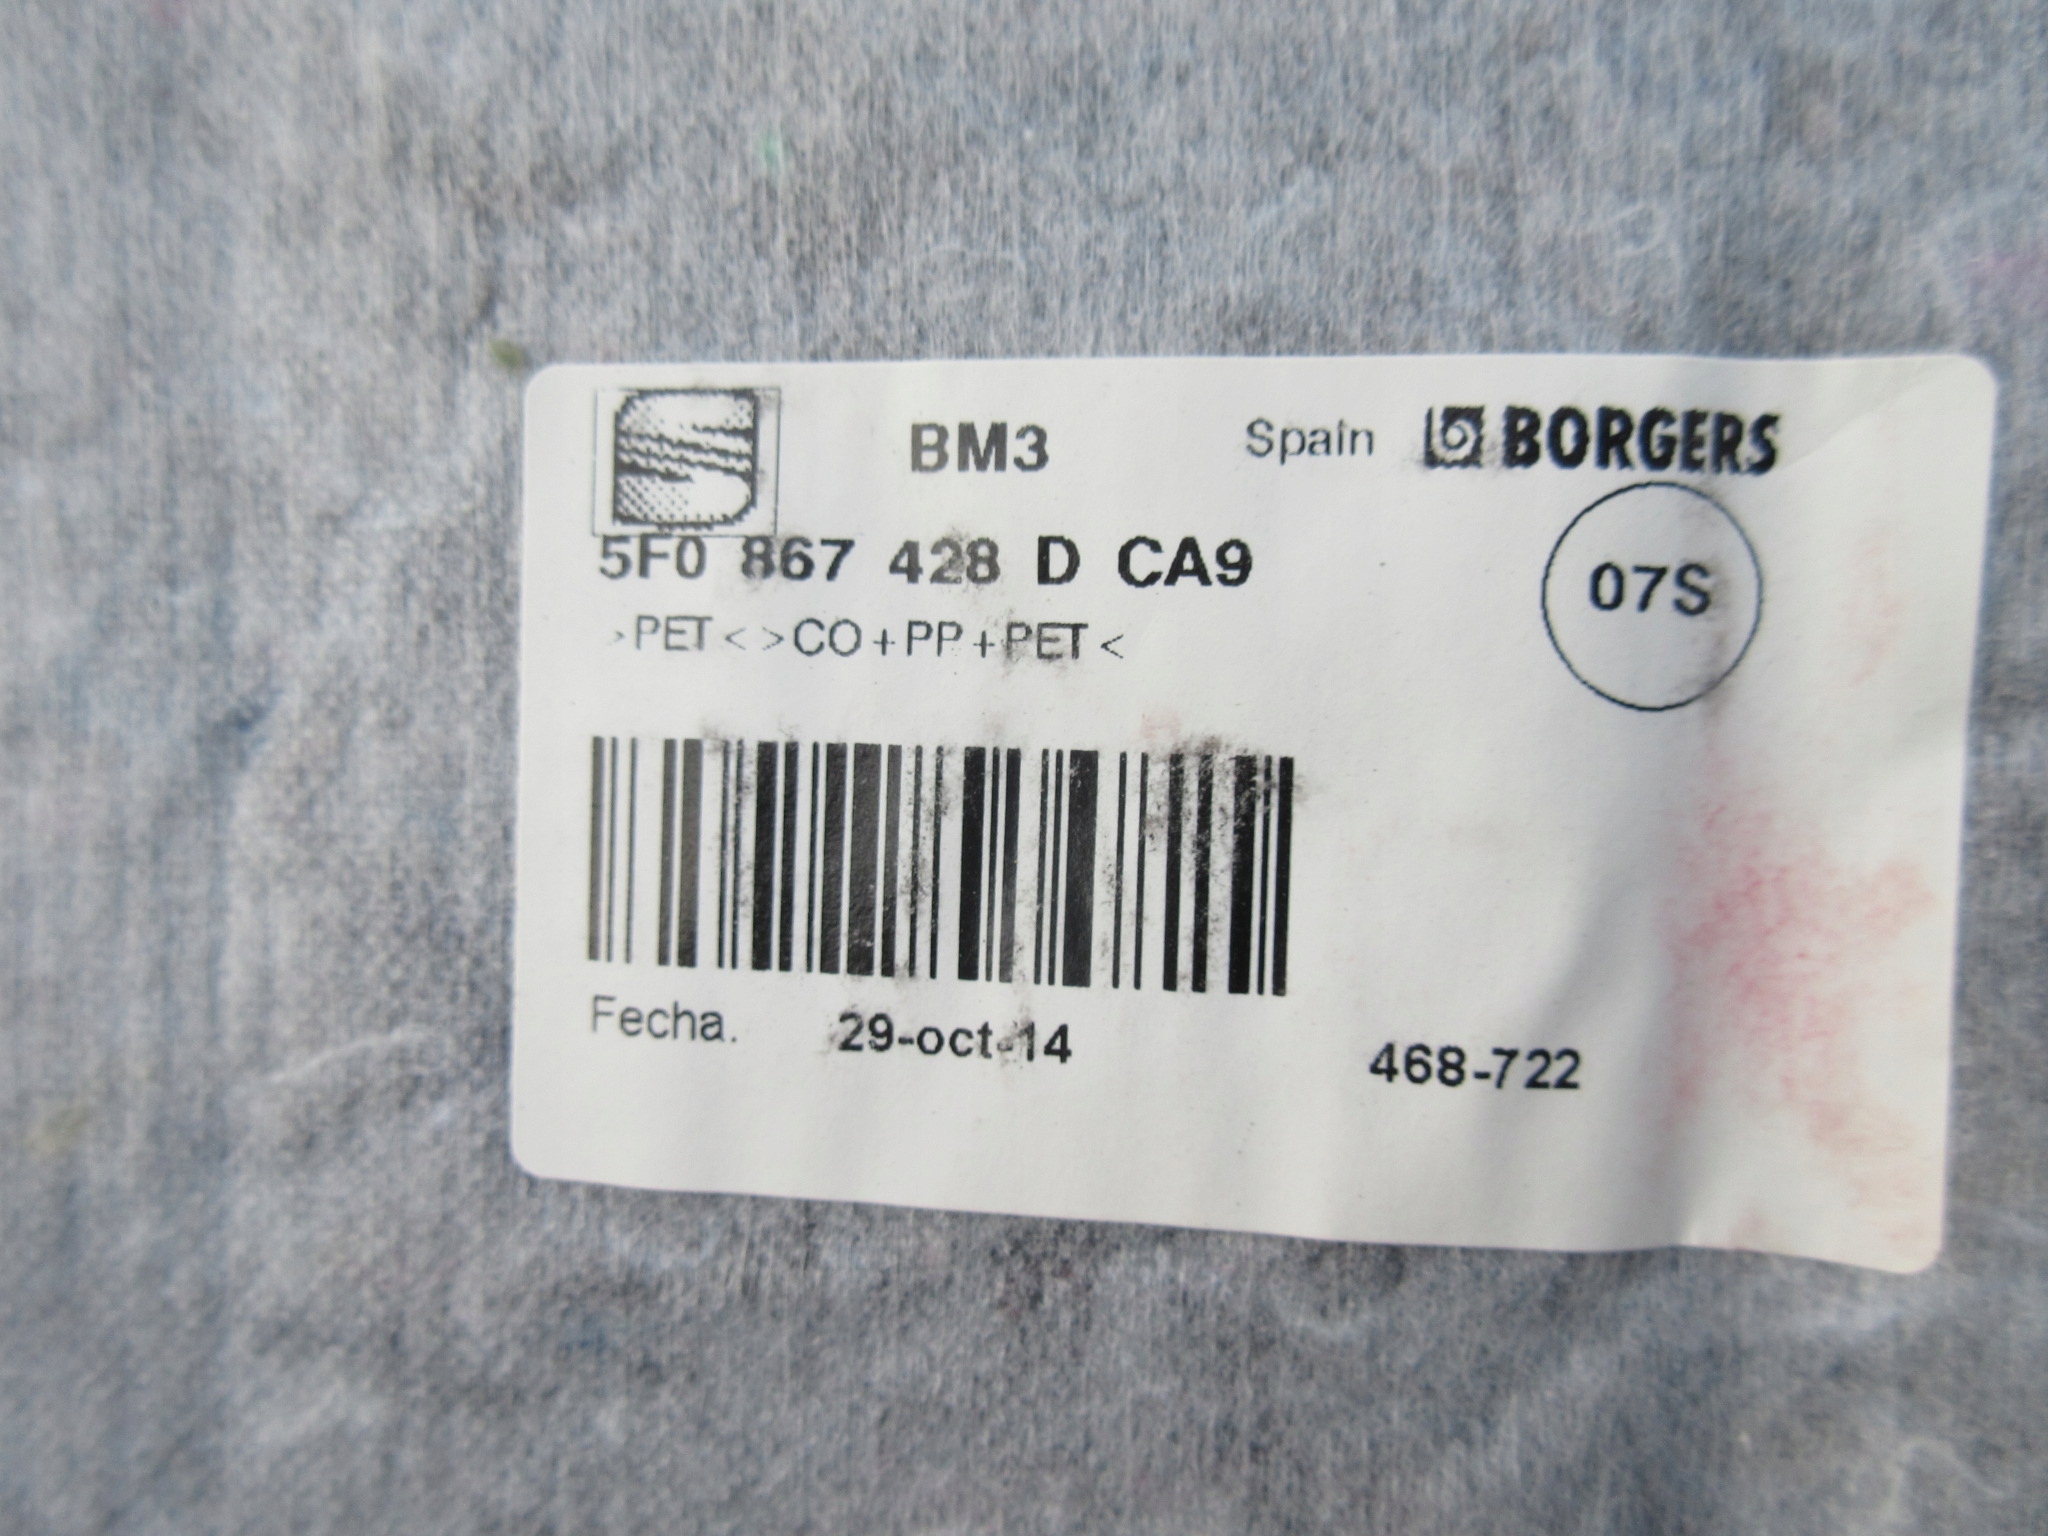 BM3 Spain BORGERS
5F0 867 428 D CA9
07S
>PET< >CO+PP+PET<
Fecha. 29-oct-14
468-722